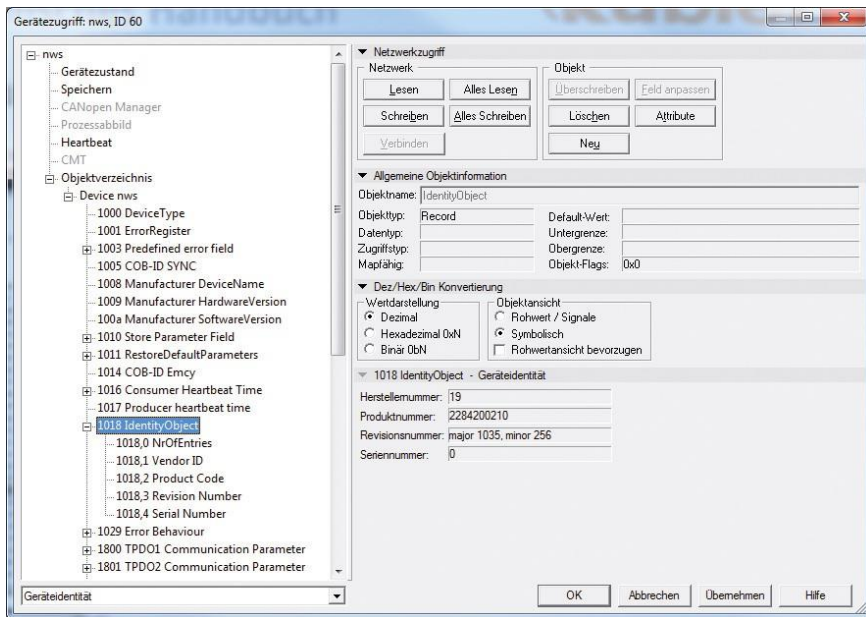 Gerätezugriff: nws, ID 60
nws
Gerätezustand
Speichern
CANopen Manager
Prozessabbild
Heartbeat
CMT
Objektverzeichnis
Device nws
1000 DeviceType
1001 ErrorRegister
1003 Predefined error field
1005 COB-ID SYNC
1008 Manufacturer DeviceName
1009 Manufacturer HardwareVersion
100a Manufacturer SoftwareVersion
1010 Store Parameter Field
1011 RestoreDefaultParameters
1014 COB-ID Emcy
1016 Consumer Heartbeat Time
1017 Producer heartbeat time
1018 IdentityObject
1018,0 NrOfEntries
1018,1 Vendor ID
1018,2 Product Code
1018,3 Revision Number
1018,4 Serial Number
1029 Error Behaviour
1800 TPDO1 Communication Parameter
1801 TPDO2 Communication Parameter
Geräteidentität
Netzwerkzugriff
Netzwerk Objekt
Lesen Alles Lesen Überschreiben Feld anpassen
Schreiben Alles Schreiben Löschen Attribute
Verbinden Neu
Allgemeine Objektinformation
Objektname: IdentityObject
Objekttyp: Record Default-Wert:
Datentyp: Untergrenze:
Zugriffstyp: Obergrenze:
Mapfähig: Objekt-Flags: 0x0
Dez/Hex/Bin Konvertierung
Wertdarstellung Objektansicht
Dezimal Rohwert / Signale
Hexadezimal 0xN Symbolisch
Binär 0bN Rohwertansicht bevorzugen
1018 IdentityObject - Geräteidentität
Herstellernummer: 19
Produktnummer: 2284200210
Revisionsnummer: major 1035, minor 256
Seriennummer: 0
OK Abbrechen Übernehmen Hilfe